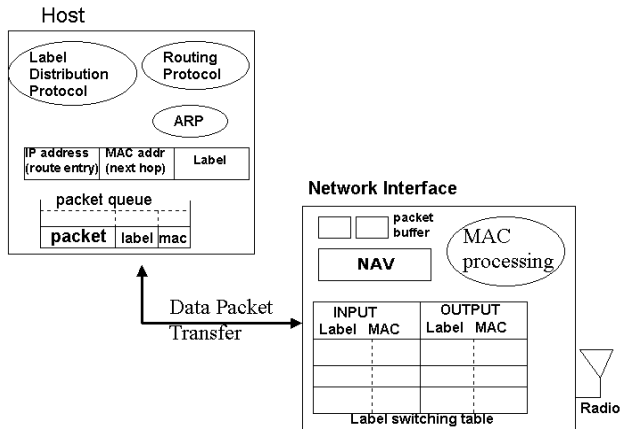 Host
Label
Distribution
Protocol
Routing
Protocol
ARP
IP address
(route entry)
MAC addr
(next hop)
Label
packet queue
packet
label
mac
Data Packet
Transfer
Network Interface
packet
buffer
NAV
MAC
processing
INPUT
Label MAC
OUTPUT
Label MAC
Label switching table
Radio